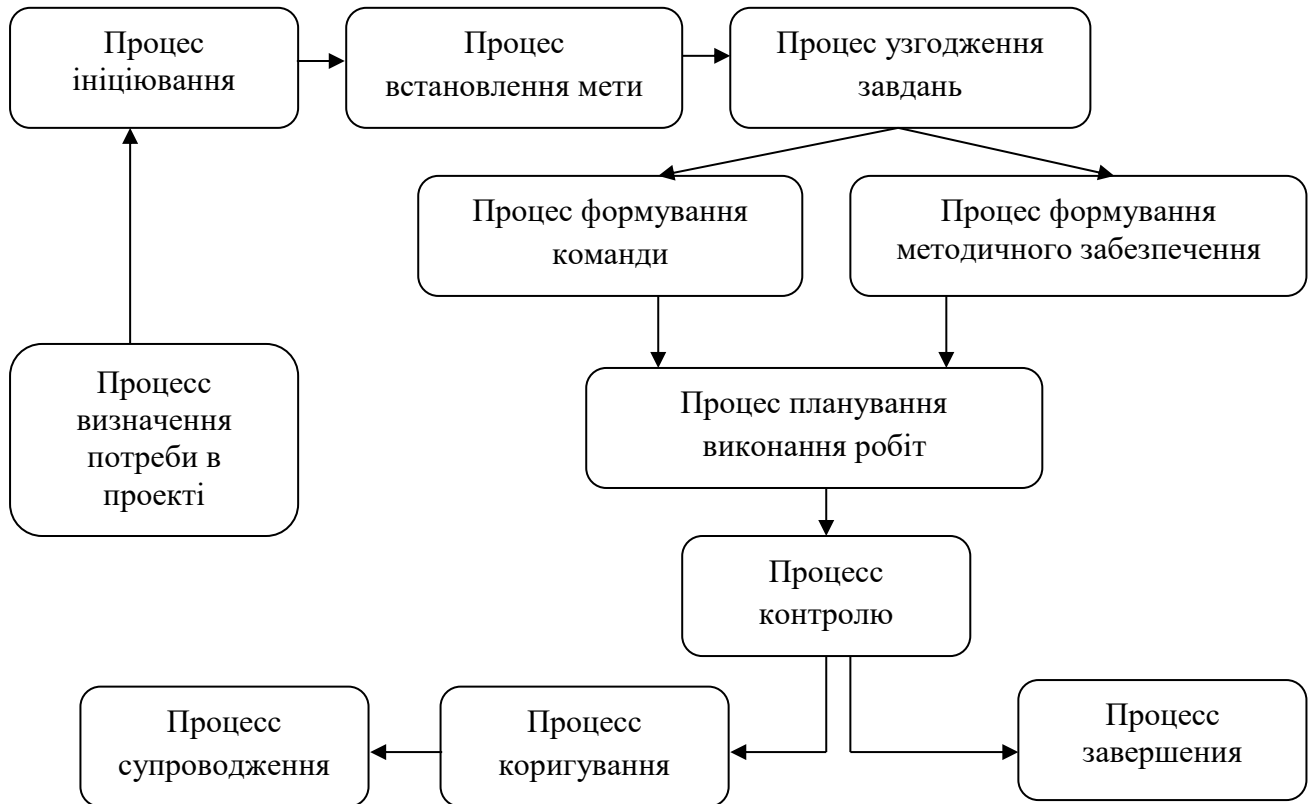 Процес
ініціювання
Процес
встановлення мети
Процес узгодження
завдань
Процес формування
команди
Процес формування
методичного забезпечення
Процесс
визначення
потреби в
проекті
Процес планування
виконання робіт
Процесс
контролю
Процесс
супроводження
Процесс
коригування
Процесс
завершения